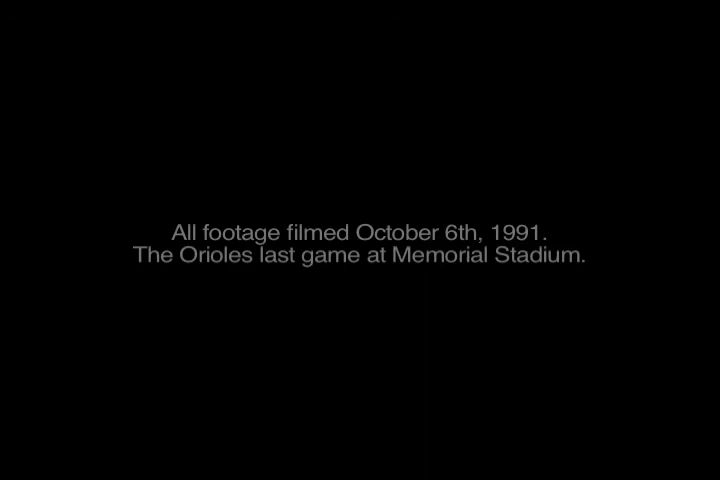 All footage filmed October 6th, 1991.
The Orioles last game at Memorial Stadium.